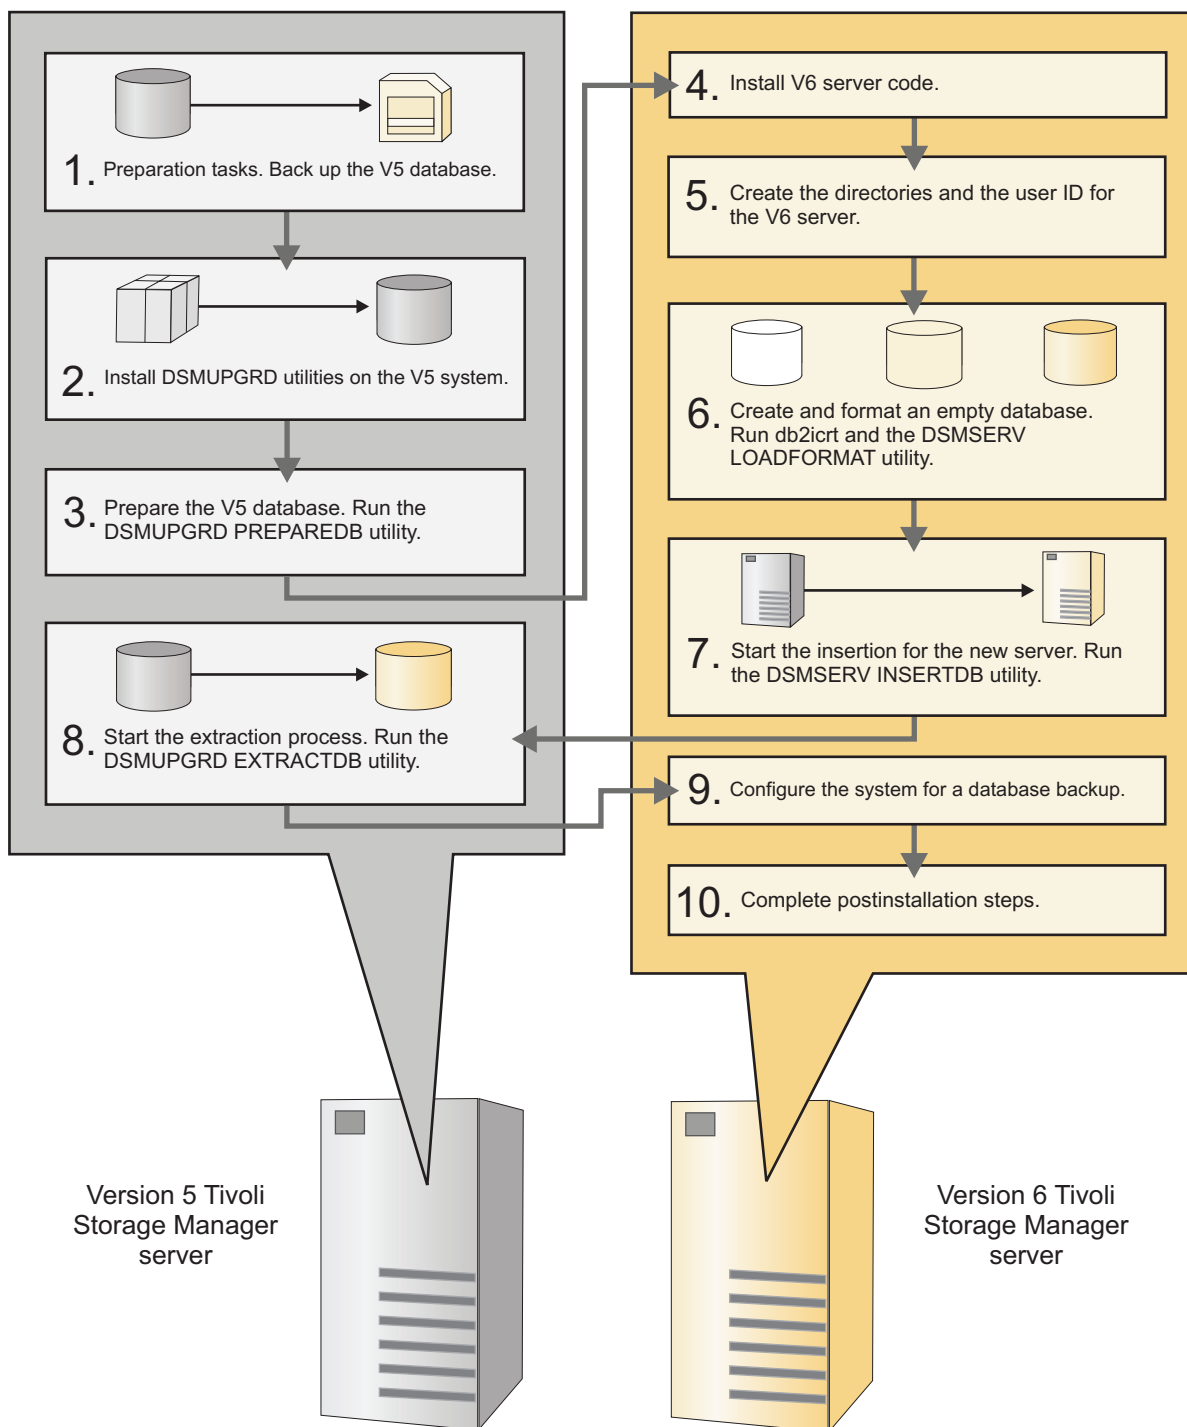 1. Preparation tasks. Back up the V5 database.
2. Install DSMUPGRD utilities on the V5 system.
3. Prepare the V5 database. Run the
DSMUPGRD PREPAREDB utility.
4. Install V6 server code.
5. Create the directories and the user ID for
the V6 server.
6. Create and format an empty database.
Run db2icrt and the DSMSERV
LOADFORMAT utility.
7. Start the insertion for the new server. Run
the DSMSERV INSERTDB utility.
8. Start the extraction process. Run the
DSMUPGRD EXTRACTDB utility.
9. Configure the system for a database backup.
10. Complete postinstallation steps.
Version 5 Tivoli
Storage Manager
server
Version 6 Tivoli
Storage Manager
server